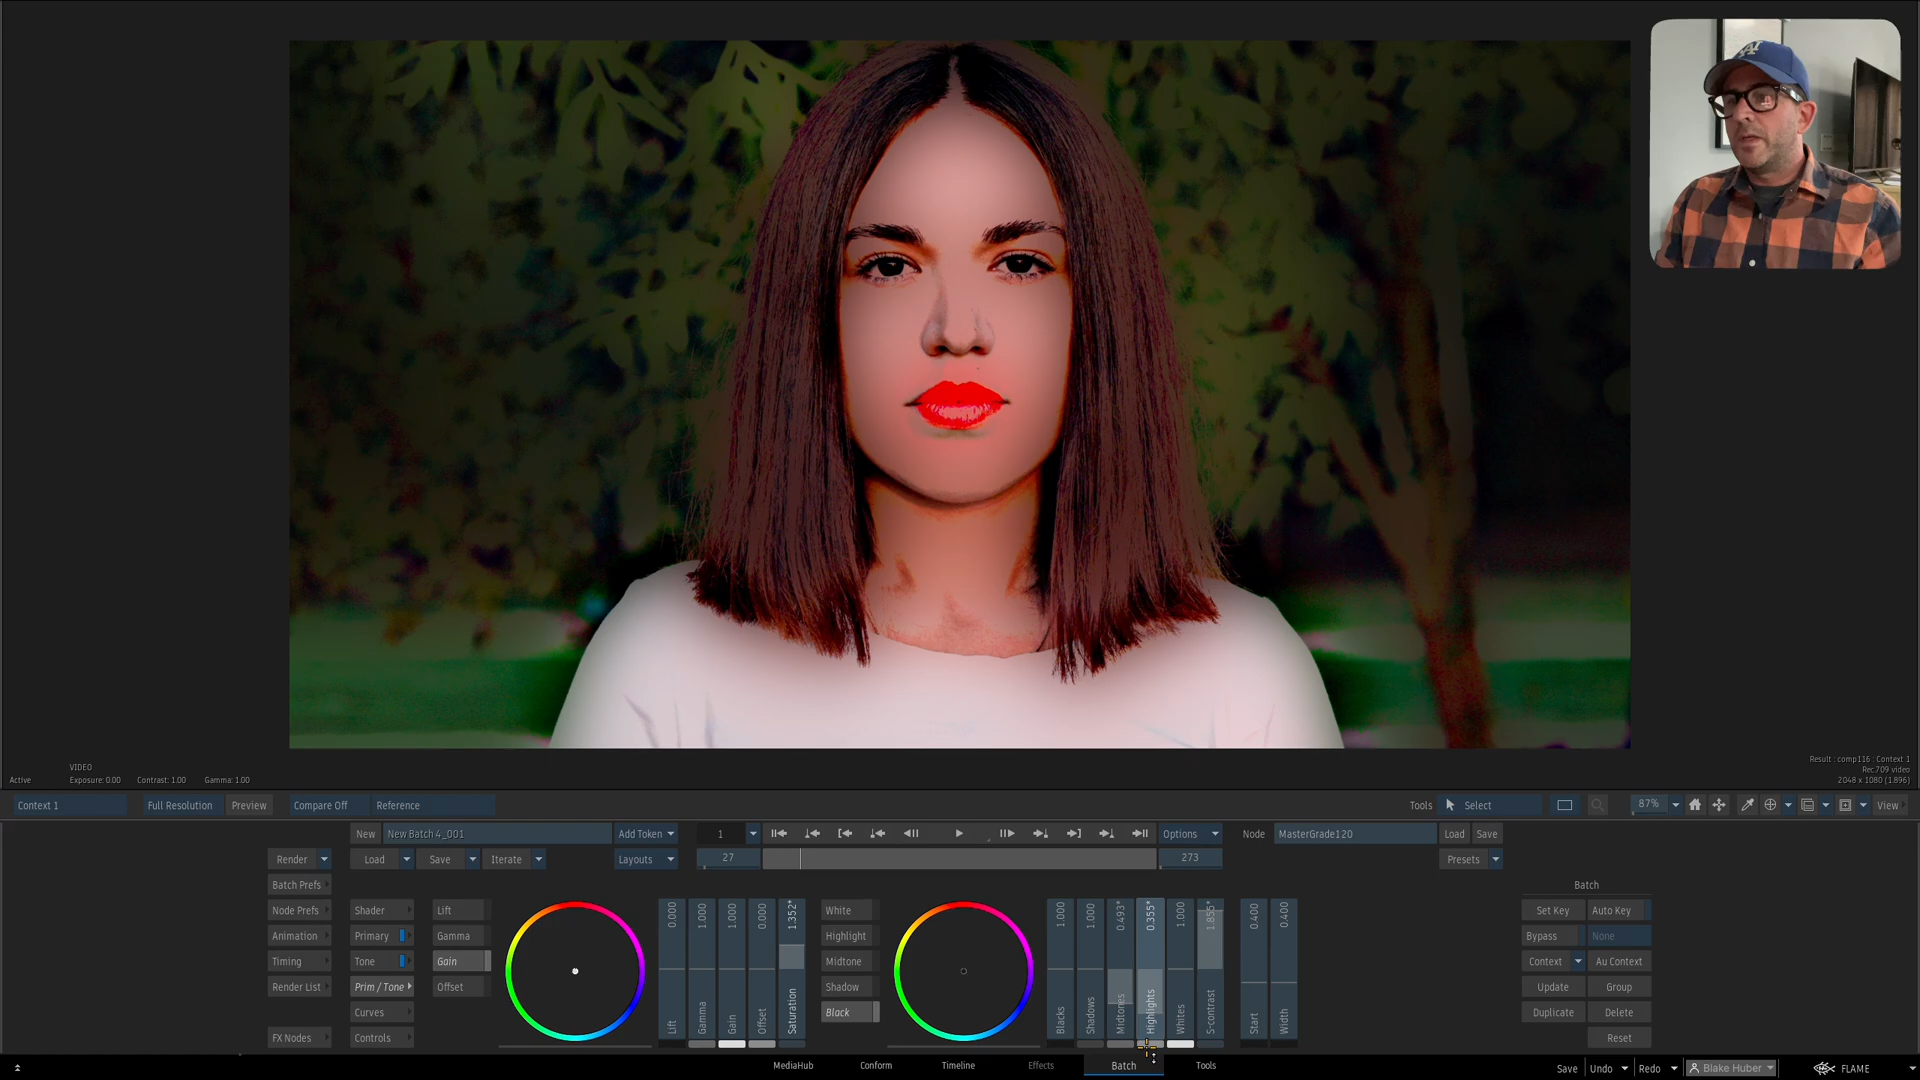 VIDEO
Active
Exposure: 0.00
Contrast: 1.00
Gamma: 1.00
Result : comp116 : Context 1
Rec.709 video
2048 x 1080 (1.896)
Context 1
Full Resolution
Preview
Compare Off
Reference
Tools
Select
87%
View
New
New Batch 4_001
Add Token
1
Options
Node
MasterGrade120
Load
Save
Render
Load
Save
Iterate
Layouts
27
273
Presets
Batch Prefs
Node Prefs
Animation
Timing
Render List
FX Nodes
Shader
Primary
Tone
Prim / Tone
Curves
Controls
Lift
Gamma
Gain
Offset
0.000
Lift
1.000
Gamma
1.000
Gain
0.000
Offset
1.352*
Saturation
White
Highlight
Midtone
Shadow
Black
1.000
Blacks
1.000
Shadows
0.493*
Midtones
0.355*
Highlights
1.000
Whites
1.855*
S-contrast
0.400
Start
0.400
Width
Batch
Set Key
Auto Key
Bypass
None
Context
Au Context
Update
Group
Duplicate
Delete
Reset
MediaHub
Conform
Timeline
Effects
Batch
Tools
Save
Undo
Redo
Blake Huber
FLAME